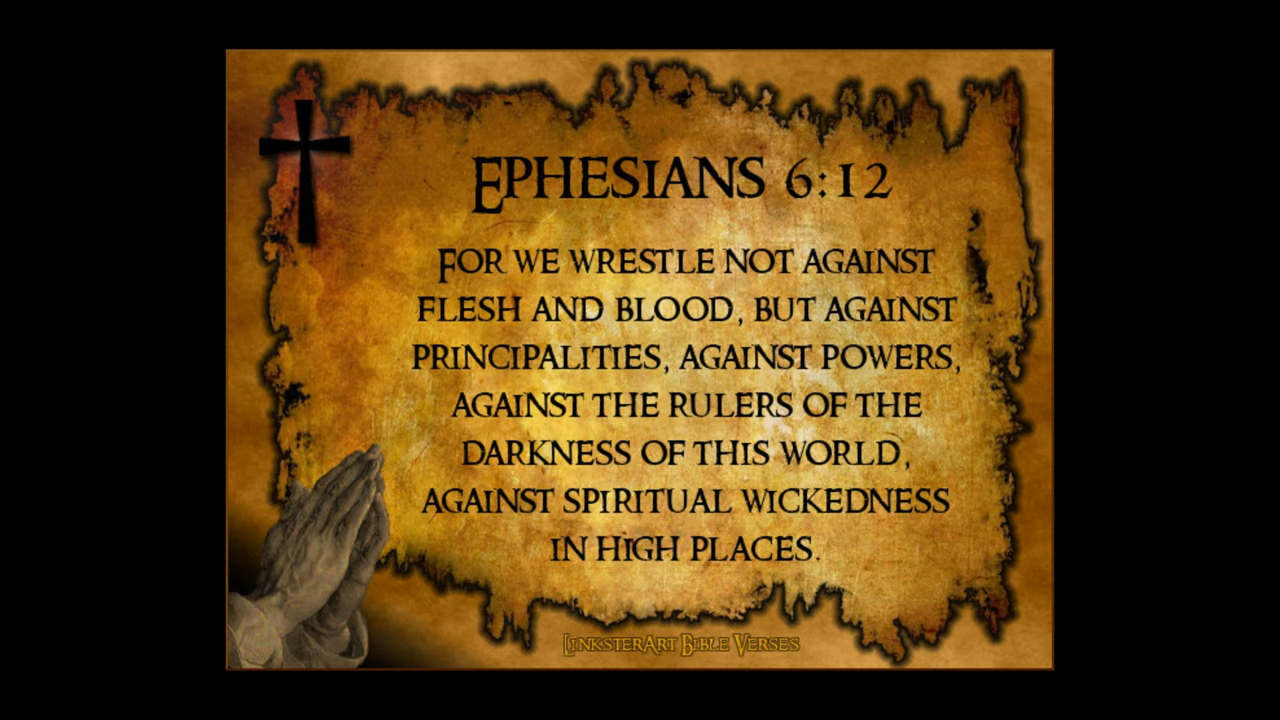 Ephesians 6:12
For we wrestle not against
flesh and blood, but against
principalities, against powers,
against the rulers of the
darkness of this world,
against spiritual wickedness
in high places.
LinksterArt Bible Verses